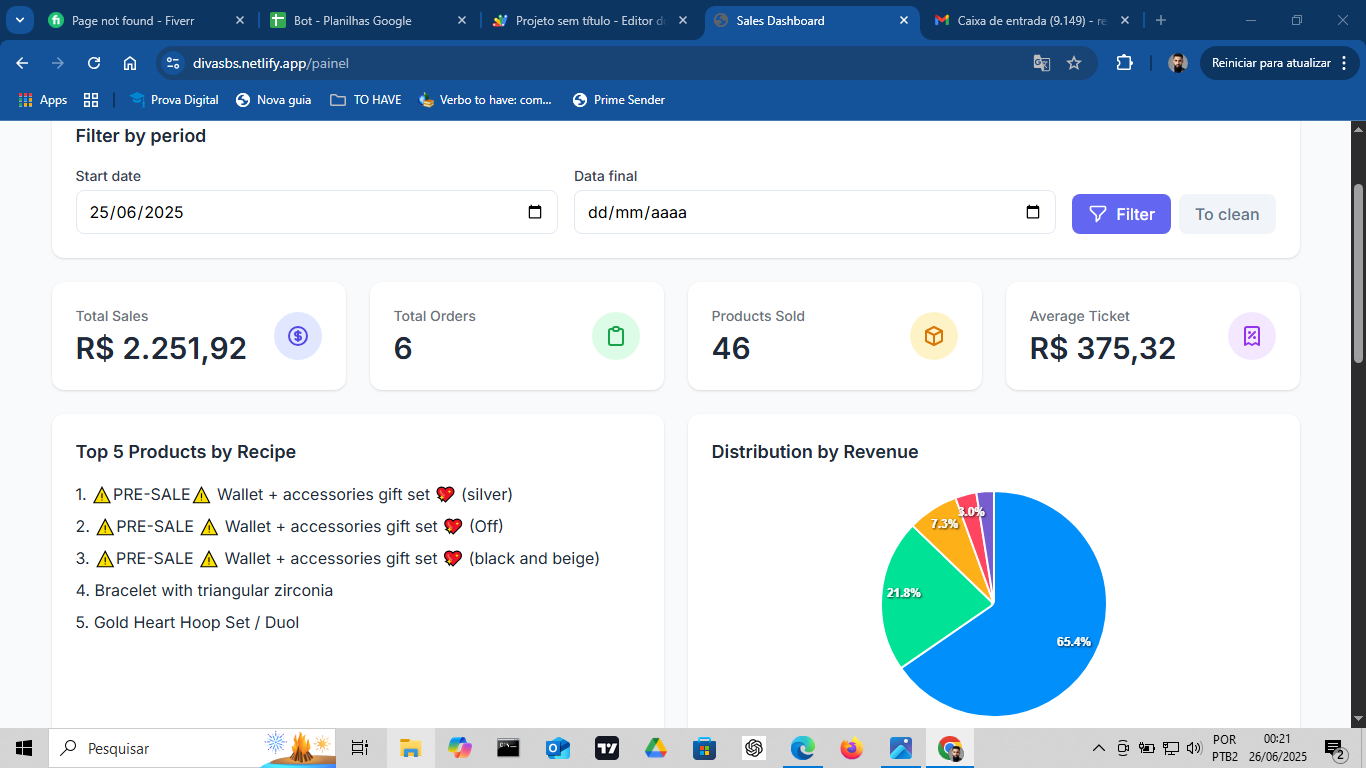 Page not found - Fiverr
Bot - Planilhas Google
Projeto sem título - Editor de
Sales Dashboard
Caixa de entrada (9.149) - re
divasbs.netlify.app/painel
Reiniciar para atualizar
Apps
Prova Digital
Nova guia
TO HAVE
Verbo to have: com...
Prime Sender
Filter by period
Start date
Data final
25/06/2025
dd/mm/aaaa
Filter
To clean
Total Sales
R$ 2.251,92
Total Orders
6
Products Sold
46
Average Ticket
R$ 375,32
Top 5 Products by Recipe
1. ⚠️PRE-SALE⚠️ Wallet + accessories gift set 💖 (silver)
2. ⚠️PRE-SALE ⚠️ Wallet + accessories gift set 💖 (Off)
3. ⚠️PRE-SALE ⚠️ Wallet + accessories gift set 💖 (black and beige)
4. Bracelet with triangular zirconia
5. Gold Heart Hoop Set / Duol
Distribution by Revenue
3.0%
7.3%
21.8%
65.4%
Pesquisar
POR
PTB2
00:21
26/06/2025
2